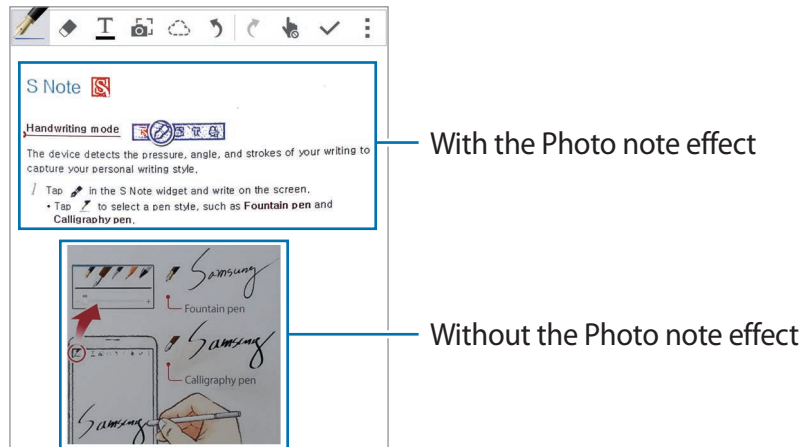 S Note
Handwriting mode
The device detects the pressure, angle, and strokes of your writing to
capture your personal writing style.
1 Tap in the S Note widget and write on the screen.
• Tap to select a pen style, such as Fountain pen and
Calligraphy pen.
With the Photo note effect
Samsung
Fountain pen
Samsung
Calligraphy pen
Samsung
Without the Photo note effect